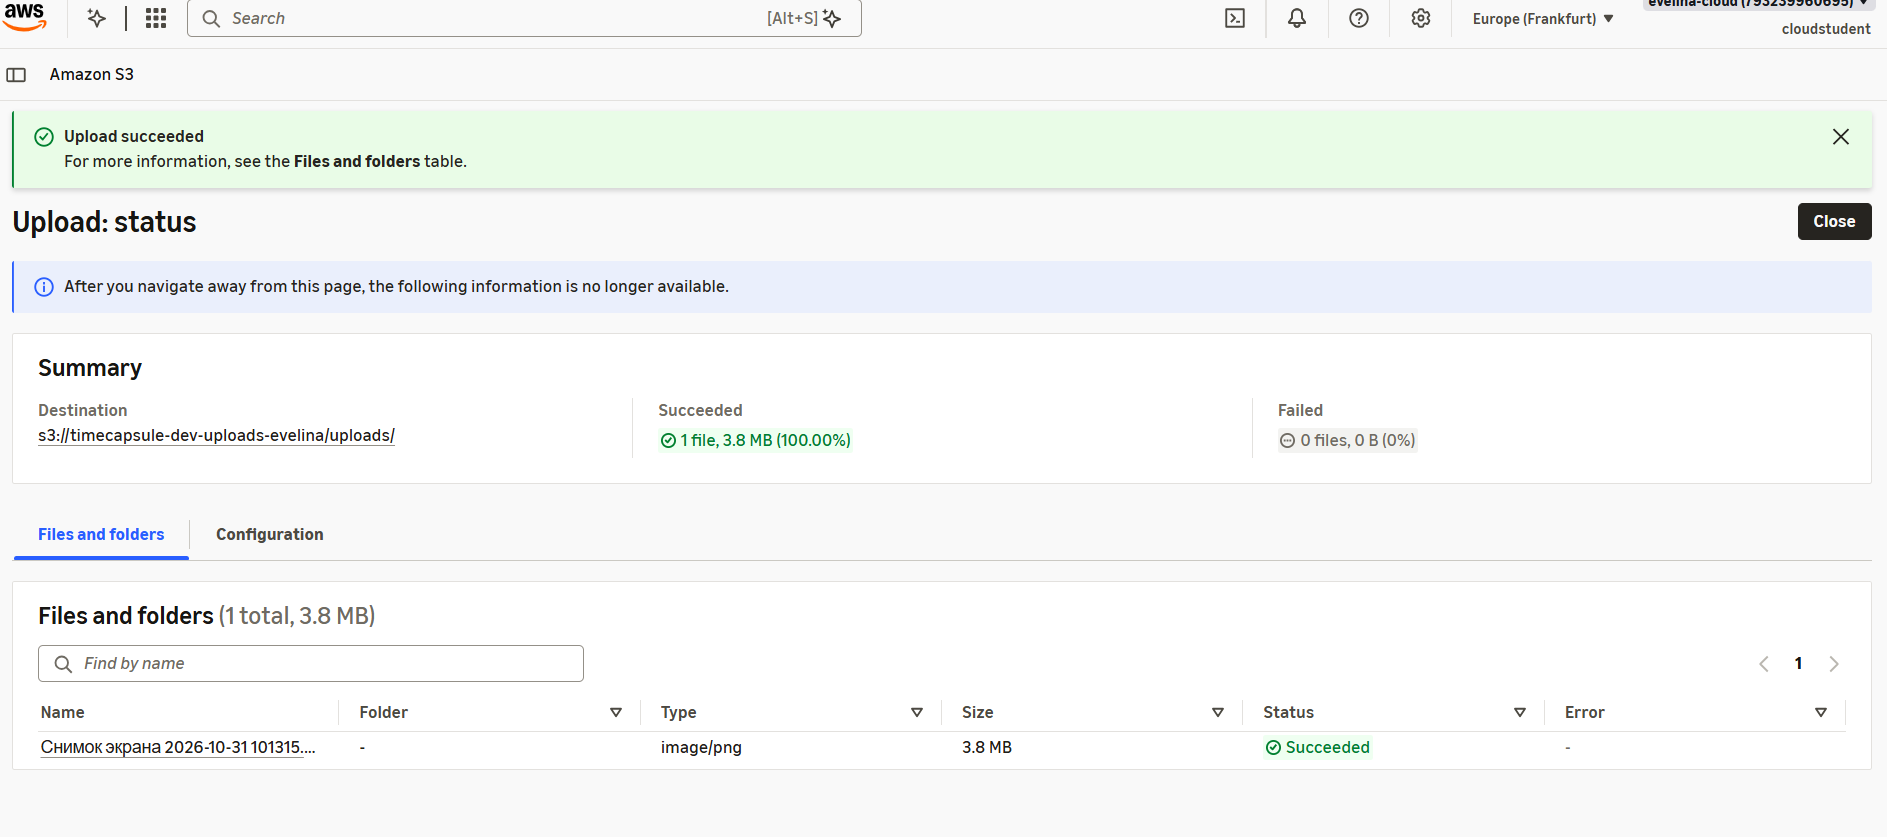 aws
Search
[Alt+S]
Europe (Frankfurt)
evelina-cloud (793239960695)
cloudstudent
Amazon S3
Upload succeeded
For more information, see the Files and folders table.
Upload: status
Close
After you navigate away from this page, the following information is no longer available.
Summary
Destination
s3://timecapsule-dev-uploads-evelina/uploads/
Succeeded
1 file, 3.8 MB (100.00%)
Failed
0 files, 0 B (0%)
Files and folders
Configuration
Files and folders (1 total, 3.8 MB)
Find by name
1
Name Folder Type Size Status Error
Снимок экрана 2026-10-31 101315.... - image/png 3.8 MB Succeeded -